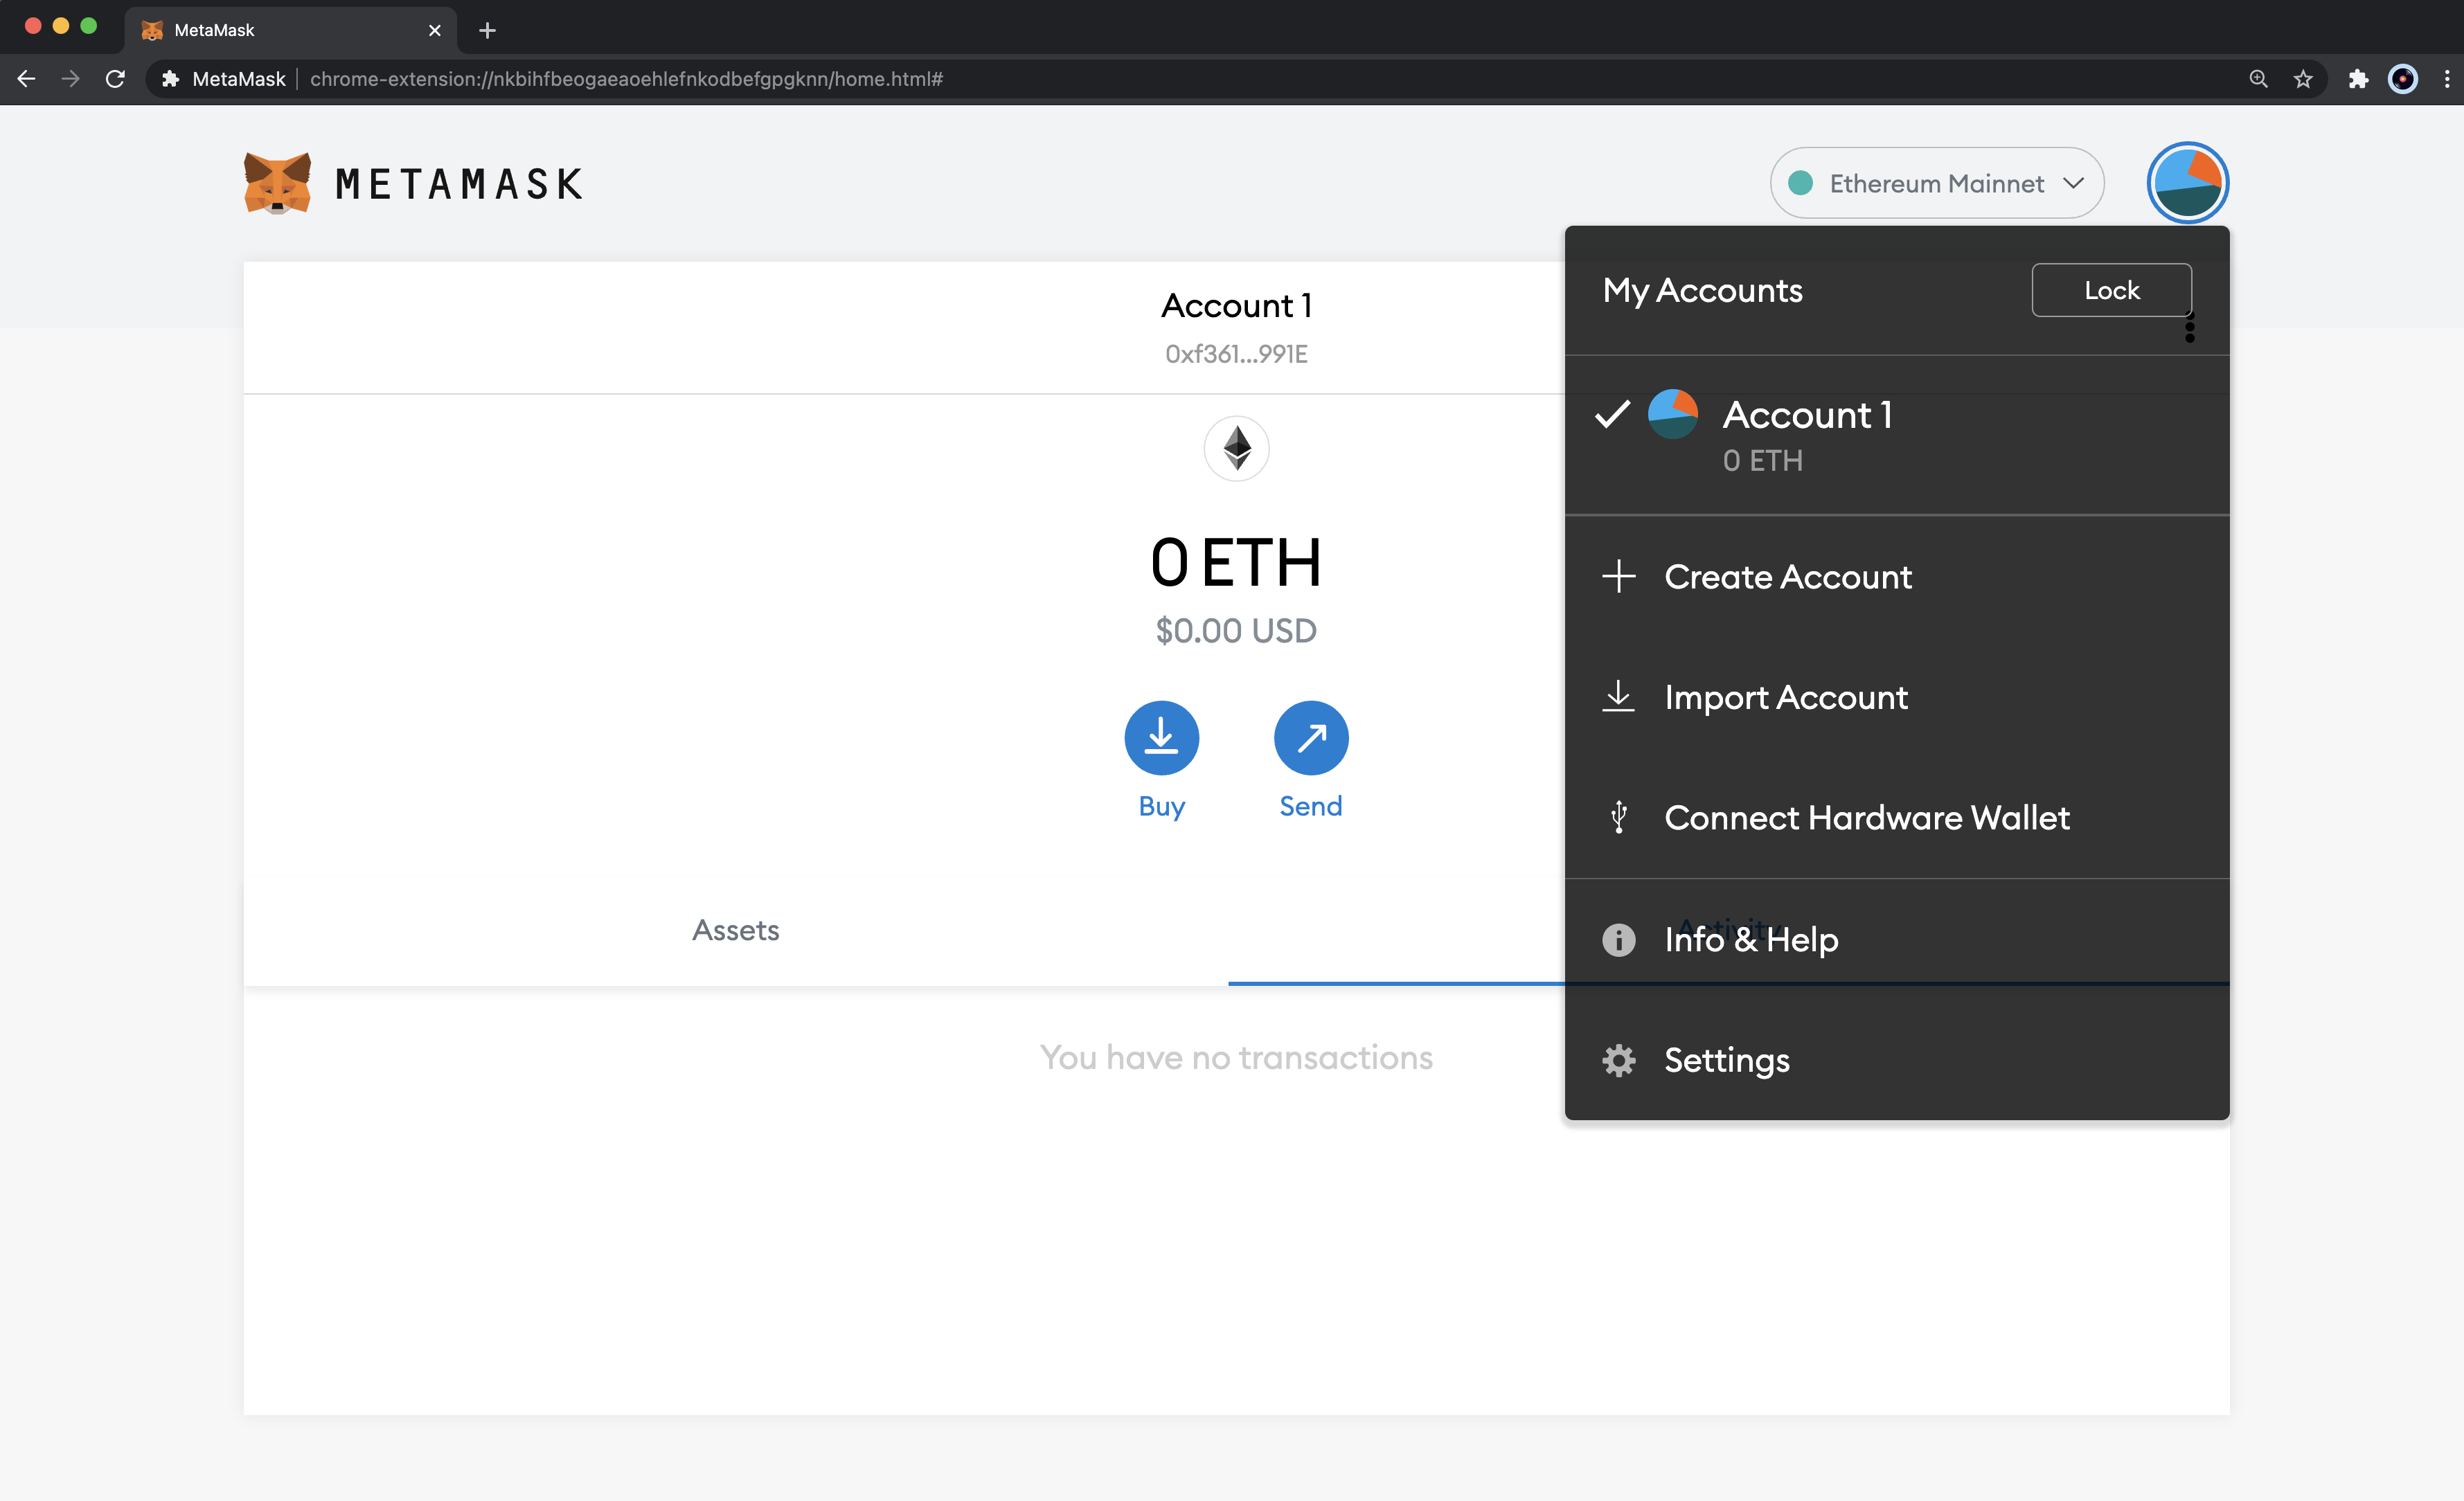 MetaMask
MetaMask
chrome-extension://nkbihfbeogaeaoehlefnkodbefgpgknn/home.html#
METAMASK
Ethereum Mainnet
Account 1
0xf361...991E
0 ETH
$0.00 USD
Buy
Send
Assets
Activity
You have no transactions
My Accounts
Lock
Account 1
0 ETH
Create Account
Import Account
Connect Hardware Wallet
Info & Help
Settings